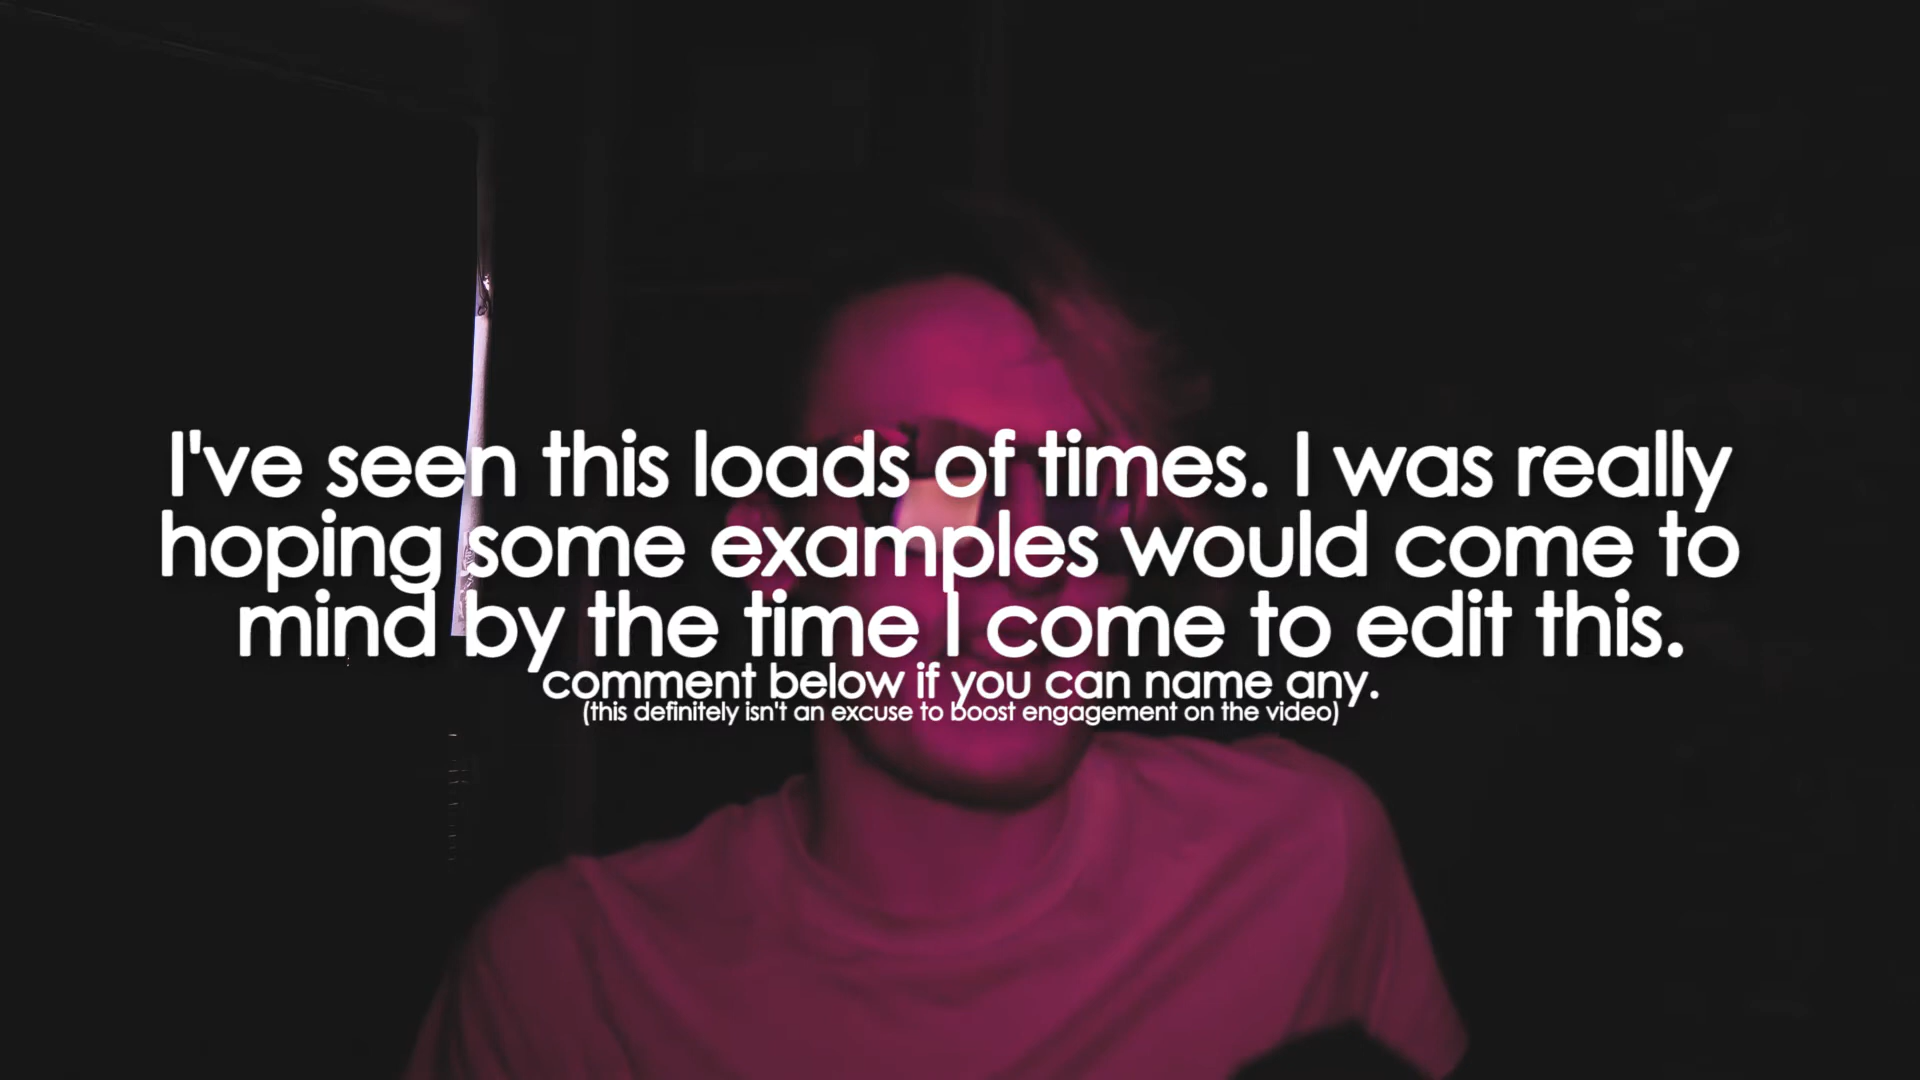 I've seen this loads of times. I was really
hoping some examples would come to
mind by the time I come to edit this.
comment below if you can name any.
(this definitely isn't an excuse to boost engagement on the video)